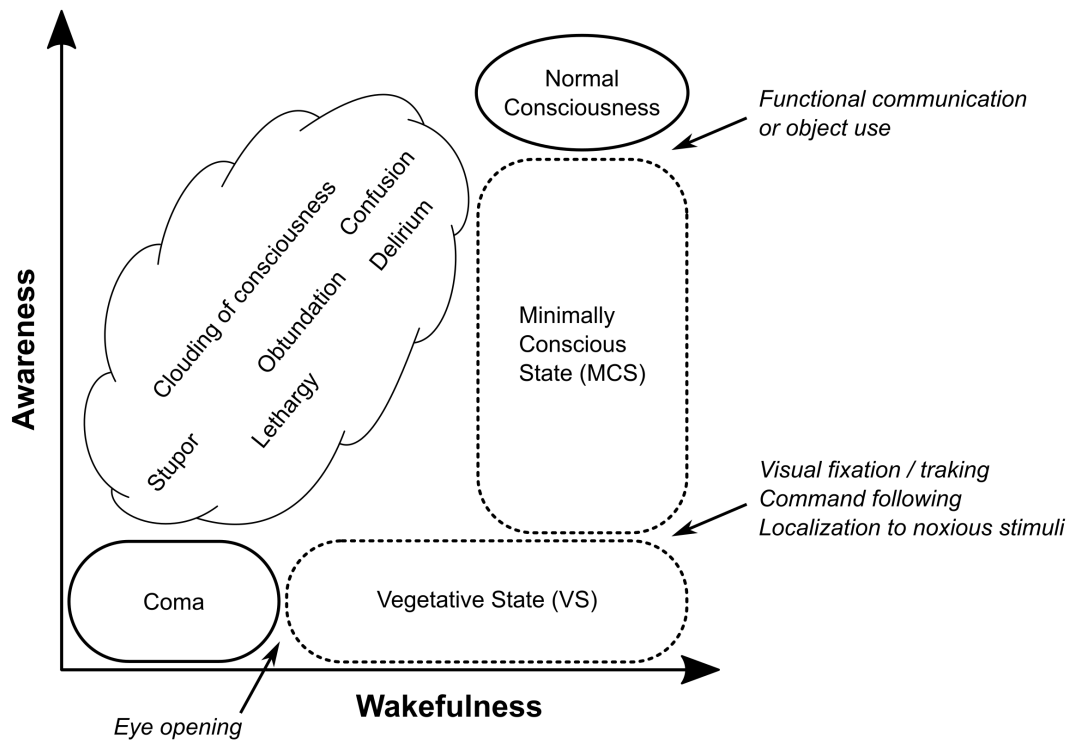 Normal
Consciousness
Functional communication
or object use
Confusion
Clouding of consciousness
Delirium
Obtundation
Lethargy
Stupor
Awareness
Minimally
Conscious
State (MCS)
Visual fixation / traking
Command following
Localization to noxious stimuli
Coma
Vegetative State (VS)
Wakefulness
Eye opening